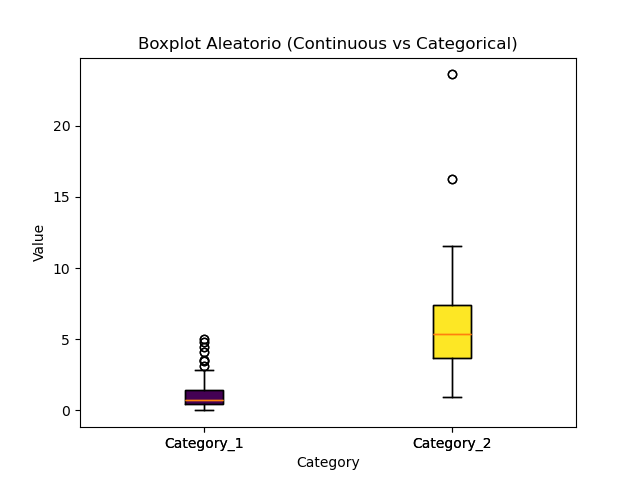 Boxplot Aleatorio (Continuous vs Categorical)
20
15
10
5
0
Value
Category_1
Category_2
Category